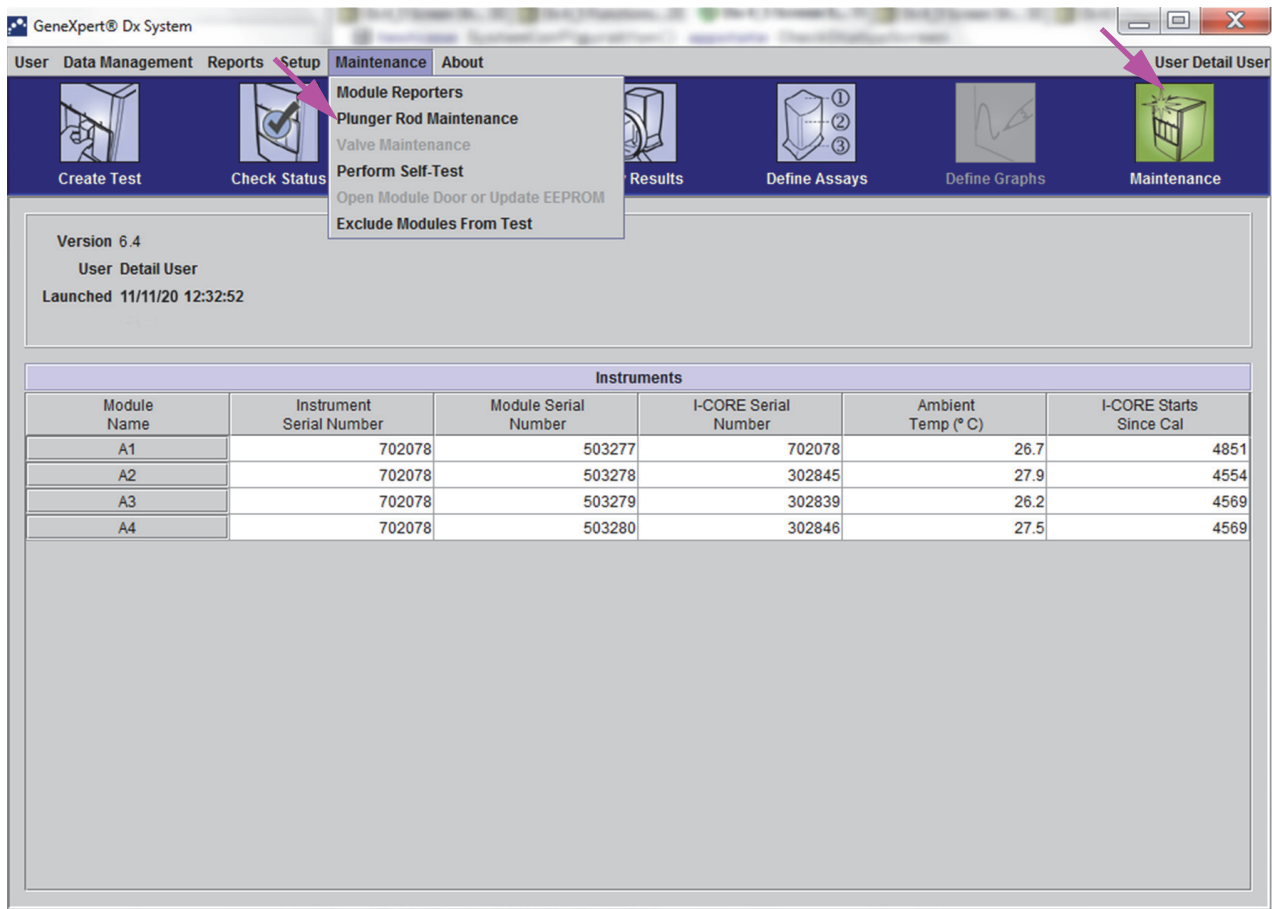 GeneXpert® Dx System
User Data Management Reports Setup Maintenance About User Detail User
Module Reporters
Plunger Rod Maintenance
Valve Maintenance
Perform Self-Test
Open Module Door or Update EEPROM
Exclude Modules From Test
Create Test Check Status Results Define Assays Define Graphs Maintenance
1
2
3
Version 6.4
User Detail User
Launched 11/11/20 12:32:52
Instruments
Module Name Instrument Serial Number Module Serial Number I-CORE Serial Number Ambient Temp (º C) I-CORE Starts Since Cal
A1 702078 503277 702078 26.7 4851
A2 702078 503278 302845 27.9 4554
A3 702078 503279 302839 26.2 4569
A4 702078 503280 302846 27.5 4569